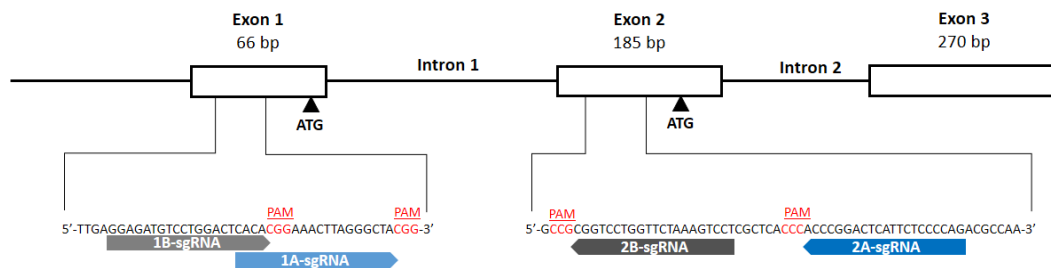 Exon 1
66 bp
Exon 2
185 bp
Exon 3
270 bp
Intron 1
Intron 2
ATG
ATG
PAM
PAM
PAM
PAM
5’-TTGAGGAGATGTCCTGGACTCACACGGAAACTTAGGGCTACGG-3’
5’-GCCGCGGTCCTGGTTCTAAAGTCCTCGCTCACCCACCCGGACTCATTCTCCCCAGACGCCAA-3’
1B-sgRNA
2B-sgRNA
2A-sgRNA
1A-sgRNA